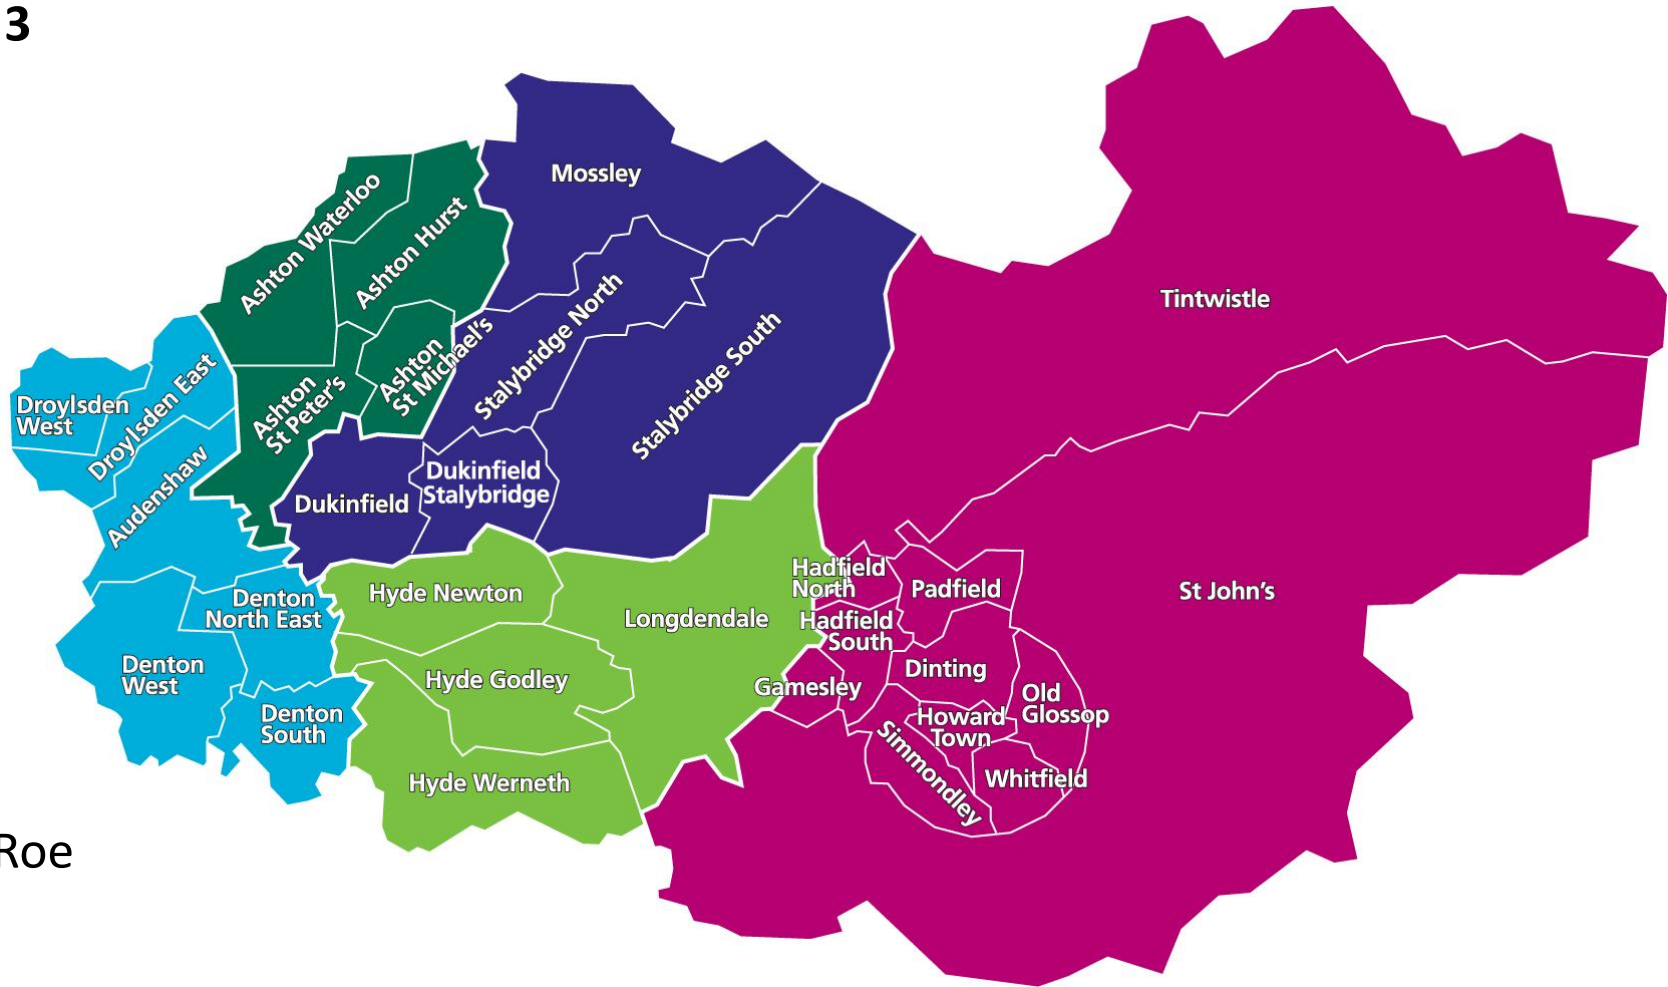 3
Mossley
Ashton Waterloo
Ashton Hurst
Tintwistle
Stalybridge North
Ashton
St Michael's
Stalybridge South
Droylsden
West
Droylsden East
Ashton
St Peter's
Audenshaw
Dukinfield
Dukinfield
Stalybridge
Hadfield
North
Padfield
St John's
Hyde Newton
Denton
North East
Longdendale
Hadfield
South
Denton
West
Hyde Godley
Gamesley
Dinting
Old
Glossop
Denton
South
Howard
Town
Simmondley
Whitfield
Hyde Werneth
Roe